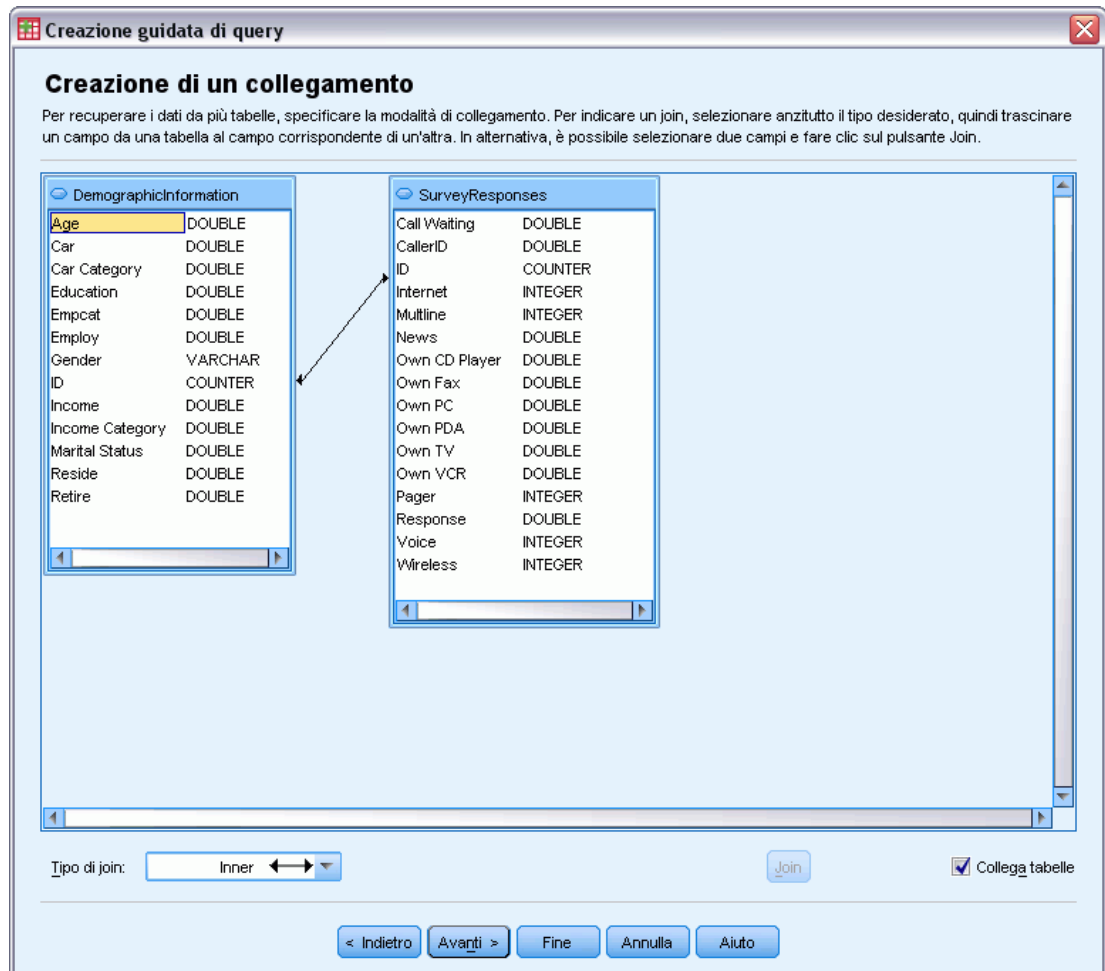 Creazione guidata di query
Creazione di un collegamento
Per recuperare i dati da più tabelle, specificare la modalità di collegamento. Per indicare un join, selezionare anzitutto il tipo desiderato, quindi trascinare
un campo da una tabella al campo corrispondente di un'altra. In alternativa, è possibile selezionare due campi e fare clic sul pulsante Join.
DemographicInformation
Age DOUBLE
Car DOUBLE
Car Category DOUBLE
Education DOUBLE
Empcat DOUBLE
Employ DOUBLE
Gender VARCHAR
ID COUNTER
Income DOUBLE
Income Category DOUBLE
Marital Status DOUBLE
Reside DOUBLE
Retire DOUBLE
SurveyResponses
Call Waiting DOUBLE
CallerID DOUBLE
ID COUNTER
Internet INTEGER
Multline INTEGER
News DOUBLE
Own CD Player DOUBLE
Own Fax DOUBLE
Own PC DOUBLE
Own PDA DOUBLE
Own TV DOUBLE
Own VCR DOUBLE
Pager INTEGER
Response DOUBLE
Voice INTEGER
Wireless INTEGER
Tipo di join: Inner Join Collega tabelle
< Indietro Avanti > Fine Annulla Aiuto